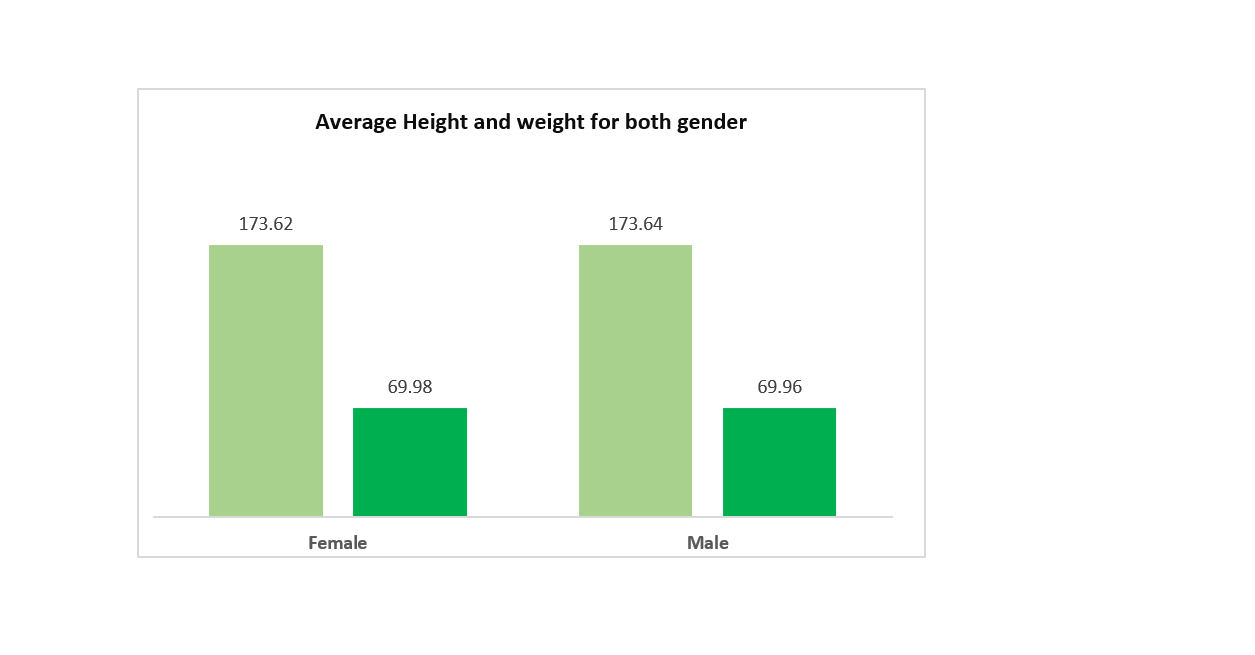 Average Height and weight for both gender
173.62
173.64
69.98
69.96
Female
Male